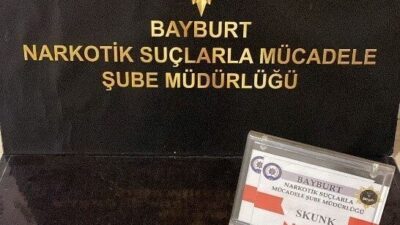 BAYBURT
NARKOTİK SUÇLARLA MÜCADELE
ŞUBE MÜDÜRLÜĞÜ
BAYBURT
NARKOTİK SUÇLARLA
MÜCADELE ŞUBE MÜDÜRLÜĞÜ
SKUNK